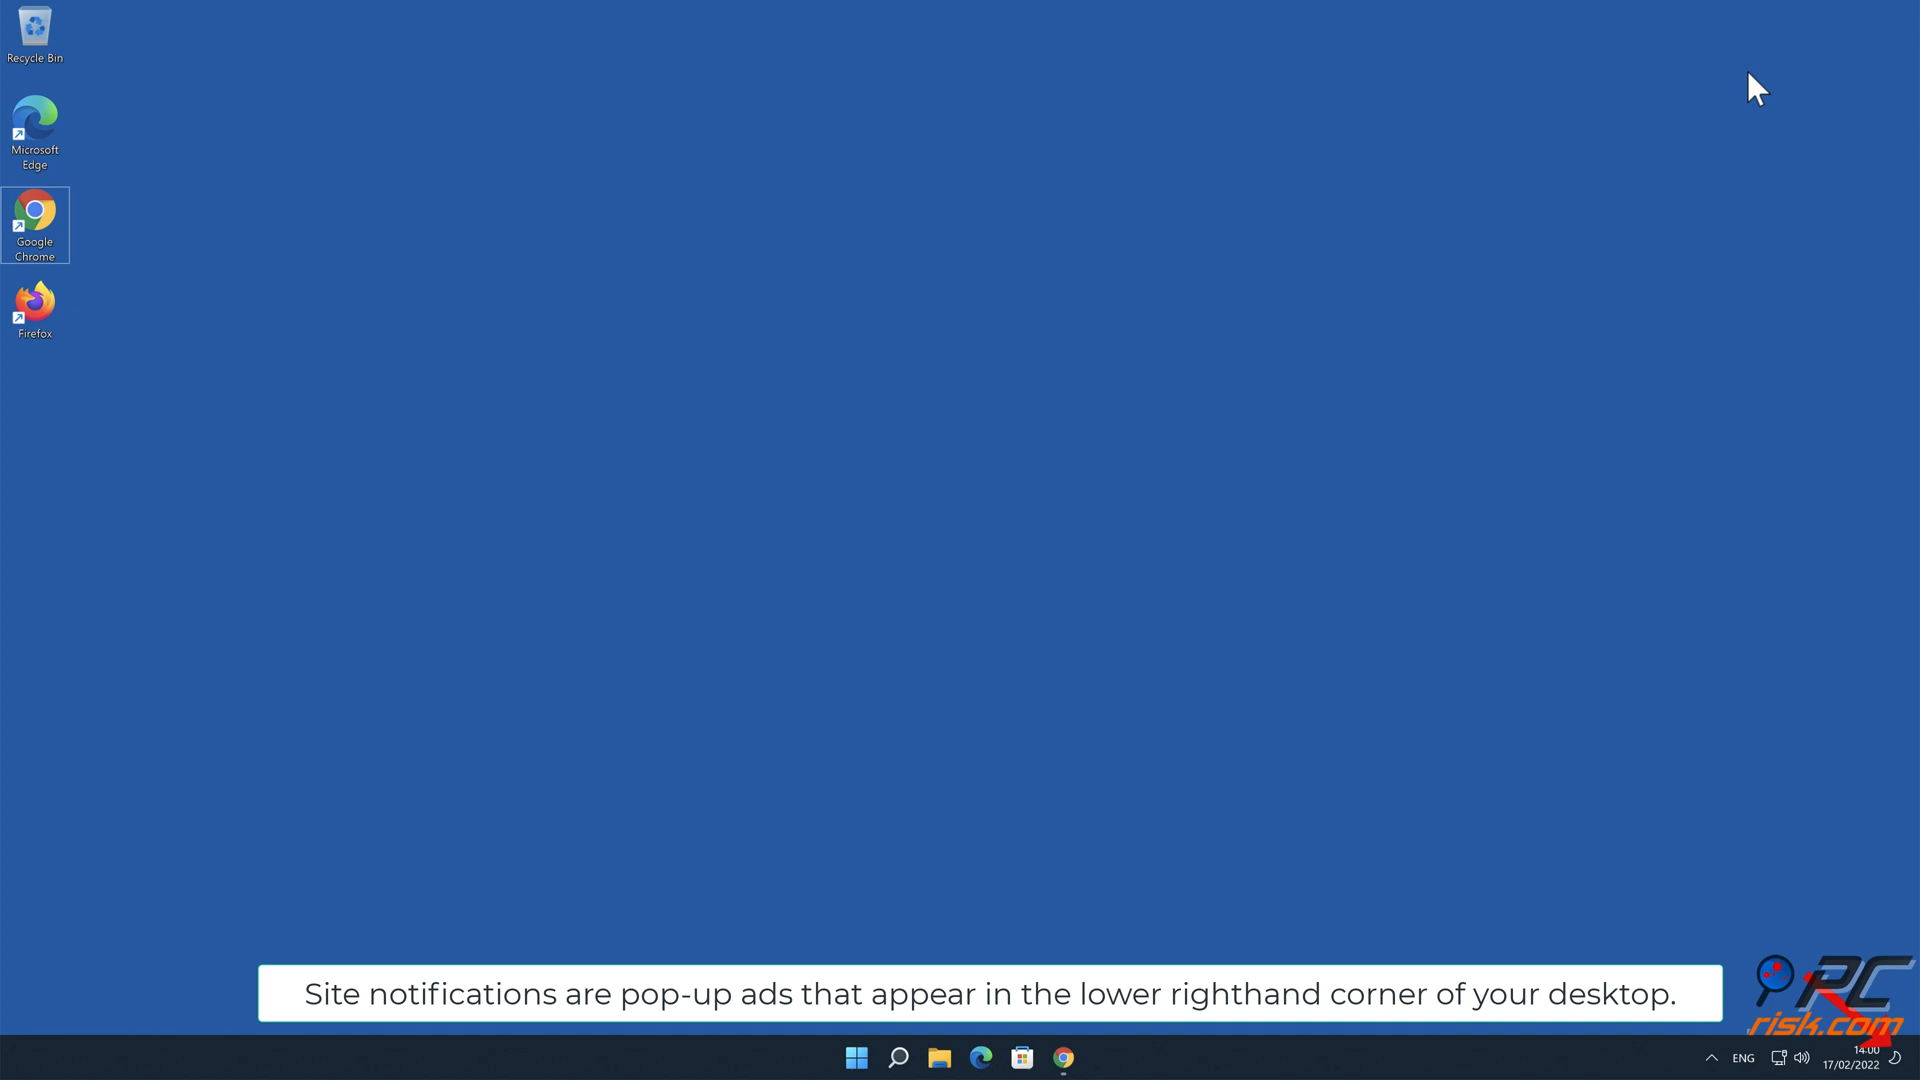 Recycle Bin
Microsoft
Edge
Google
Chrome
Firefox
Site notifications are pop-up ads that appear in the lower righthand corner of your desktop.
PC
risk.com
ENG
14:00
17/02/2022